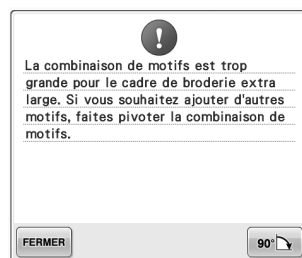 La combinaison de motifs est trop
grande pour le cadre de broderie extra
large. Si vous souhaitez ajouter d'autres
motifs, faites pivoter la combinaison de
motifs.
FERMER 90°